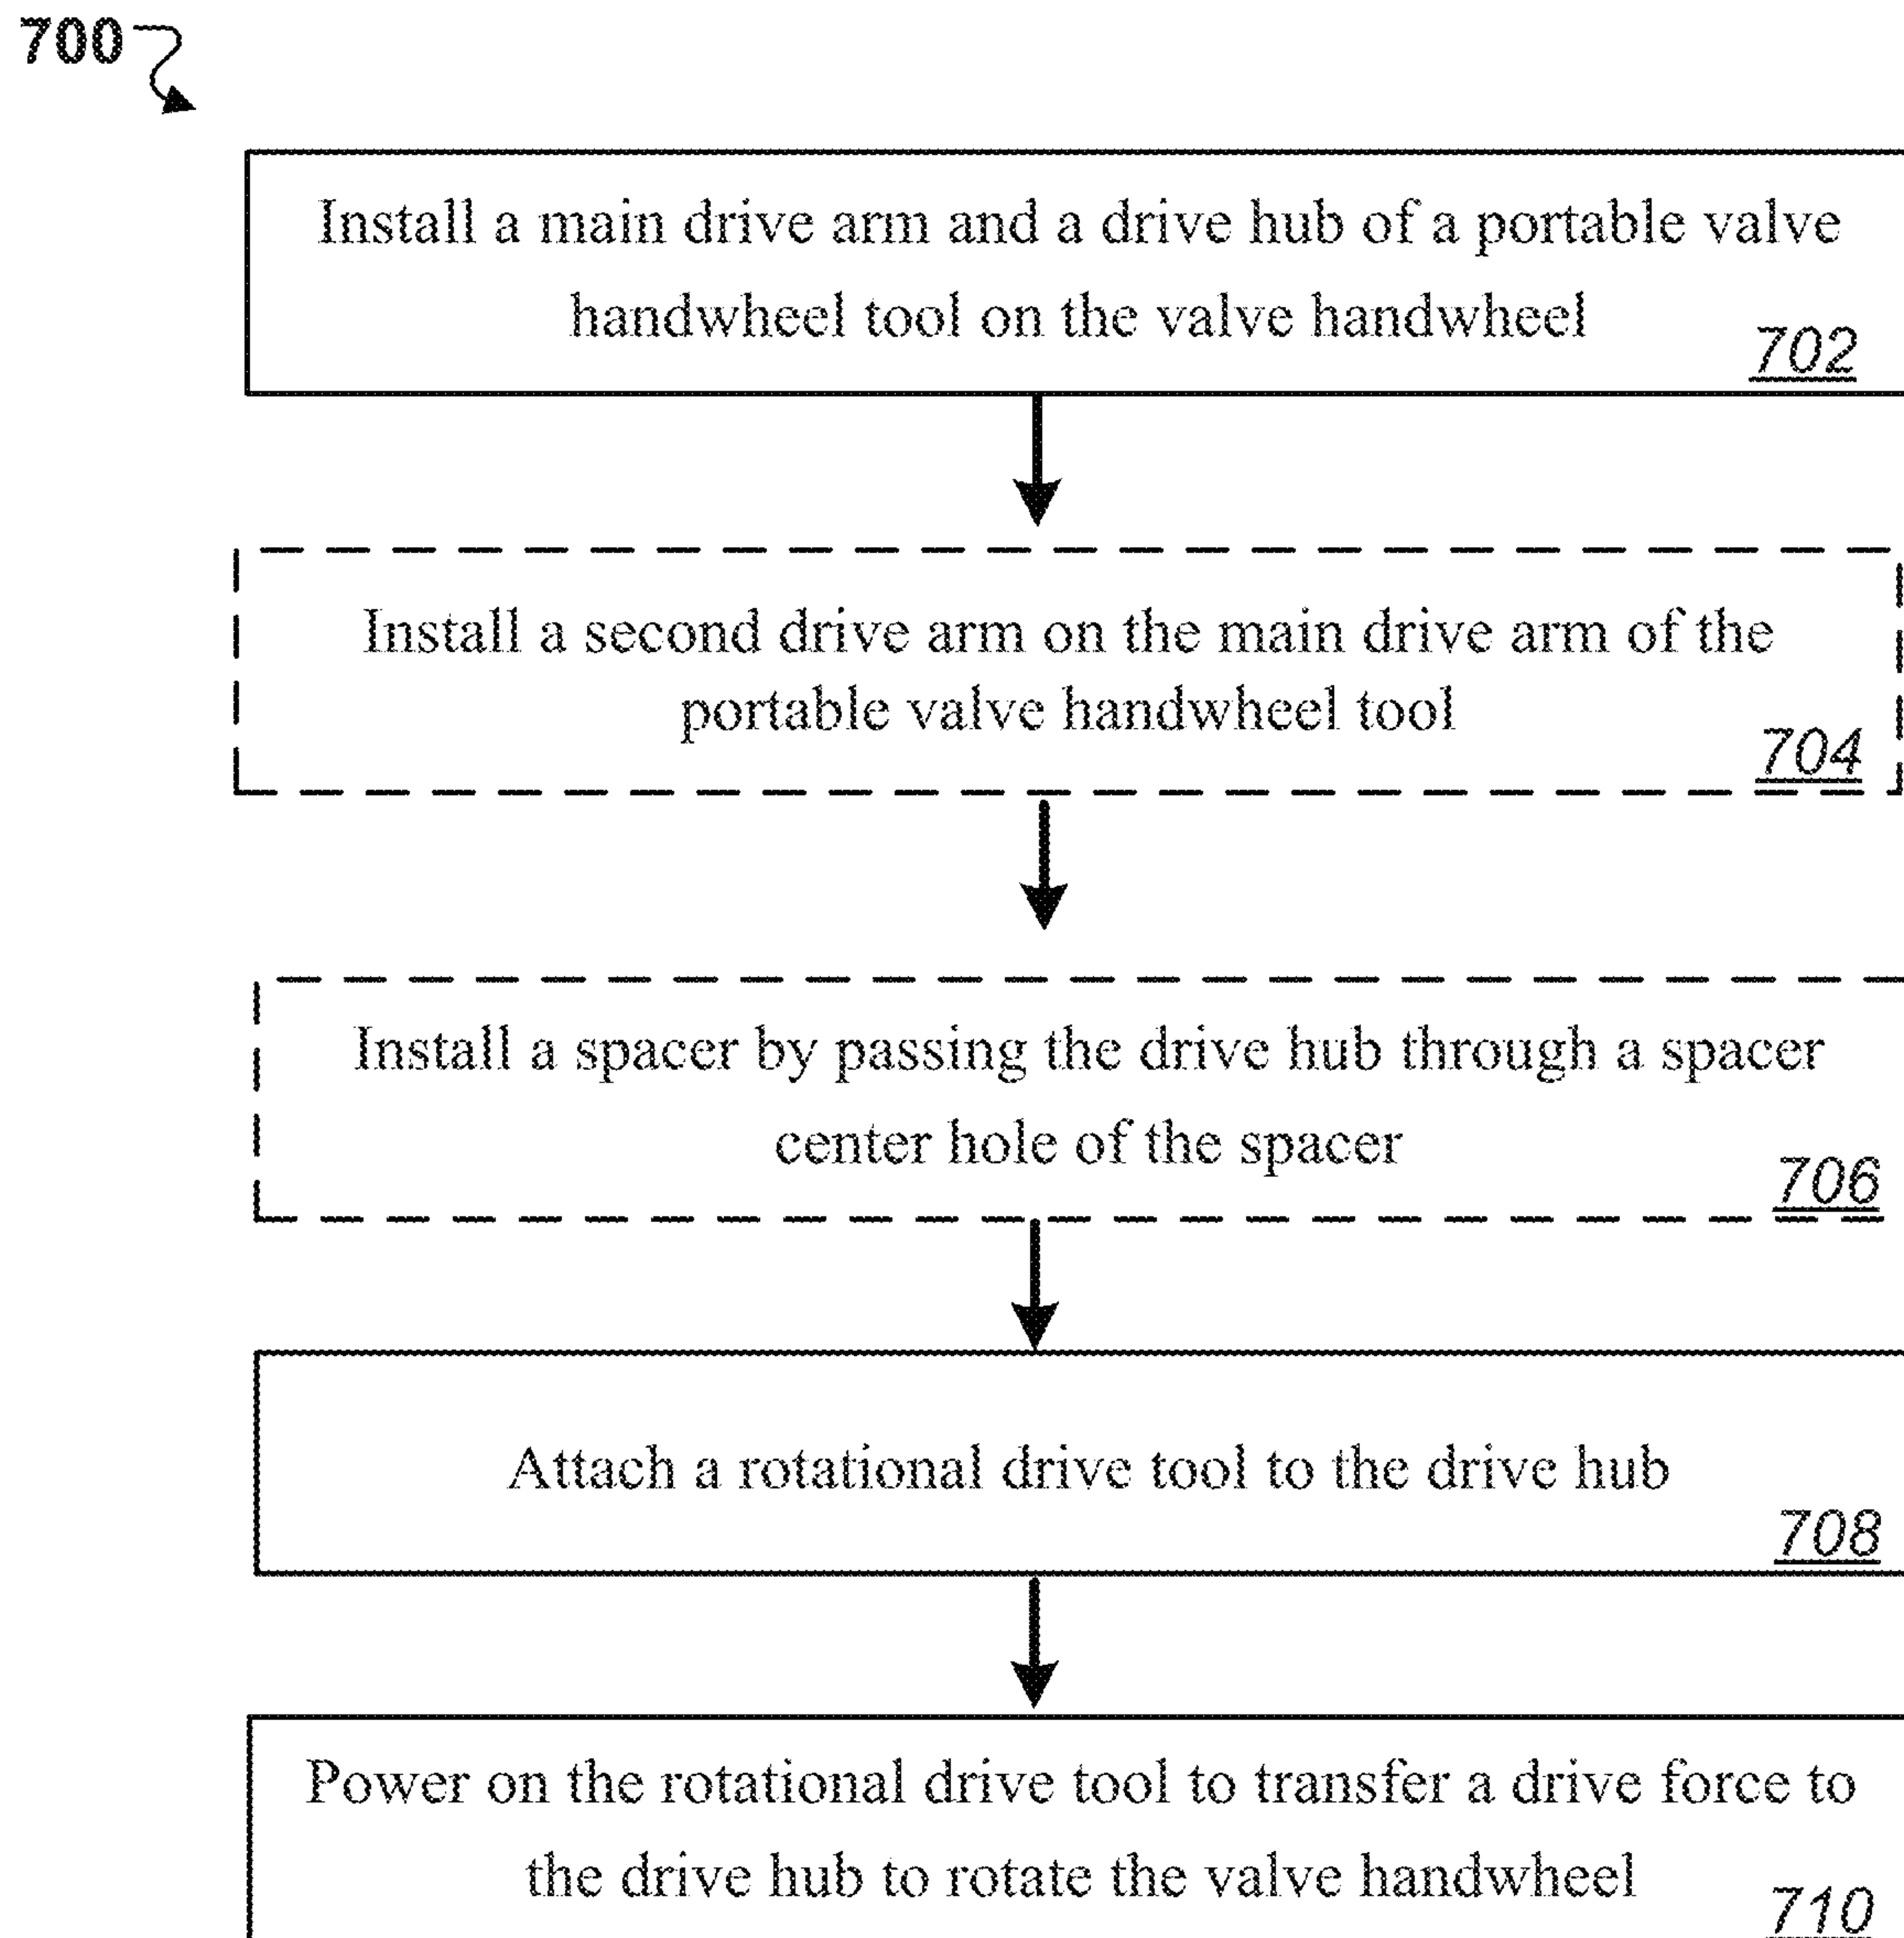 700
Install a main drive arm and a drive hub of a portable valve
handwheel tool on the valve handwheel
702
Install a second drive arm on the main drive arm of the
portable valve handwheel tool
704
Install a spacer by passing the drive hub through a spacer
center hole of the spacer
706
Attach a rotational drive tool to the drive hub
708
Power on the rotational drive tool to transfer a drive force to
the drive hub to rotate the valve handwheel
710